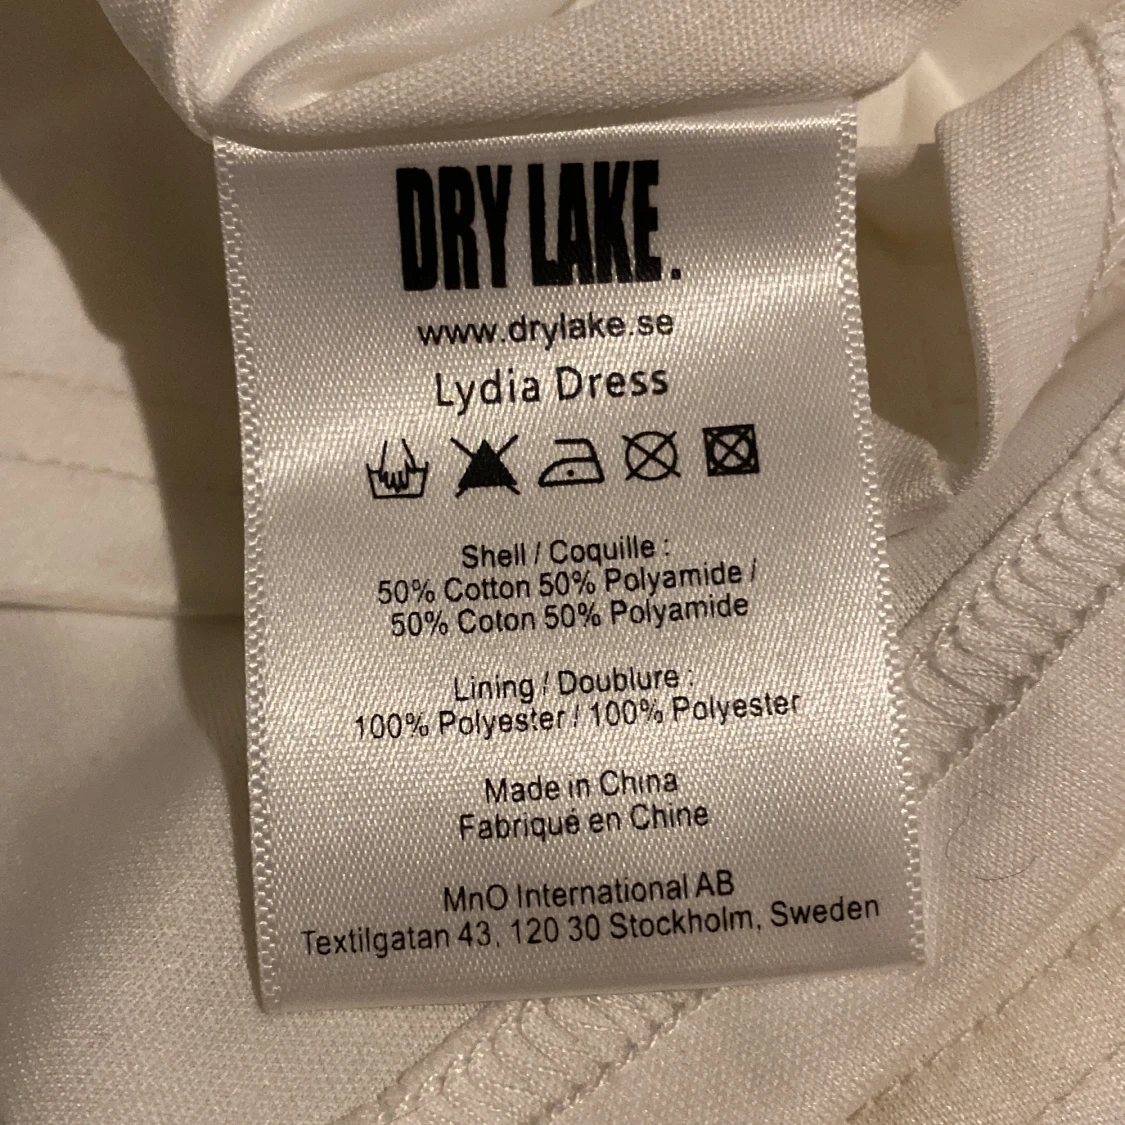 DRY LAKE.
www.drylake.se
Lydia Dress
Shell / Coquille :
50% Cotton 50% Polyamide /
50% Coton 50% Polyamide
Lining / Doublure :
100% Polyester / 100% Polyester
Made in China
Fabriqué en Chine
MnO International AB
Textilgatan 43, 120 30 Stockholm, Sweden